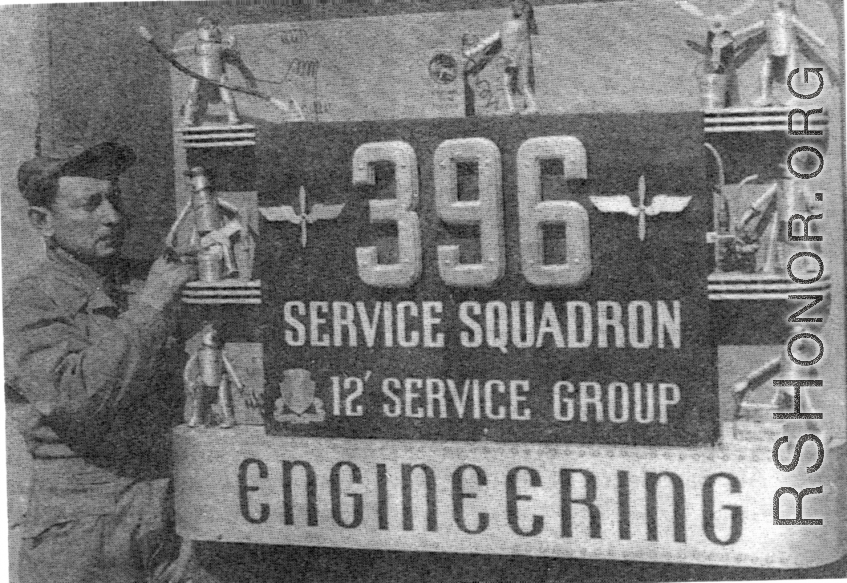 396
SERVICE SQUADRON
12' SERVICE GROUP
ENGINEERING
RSHONOR.ORG